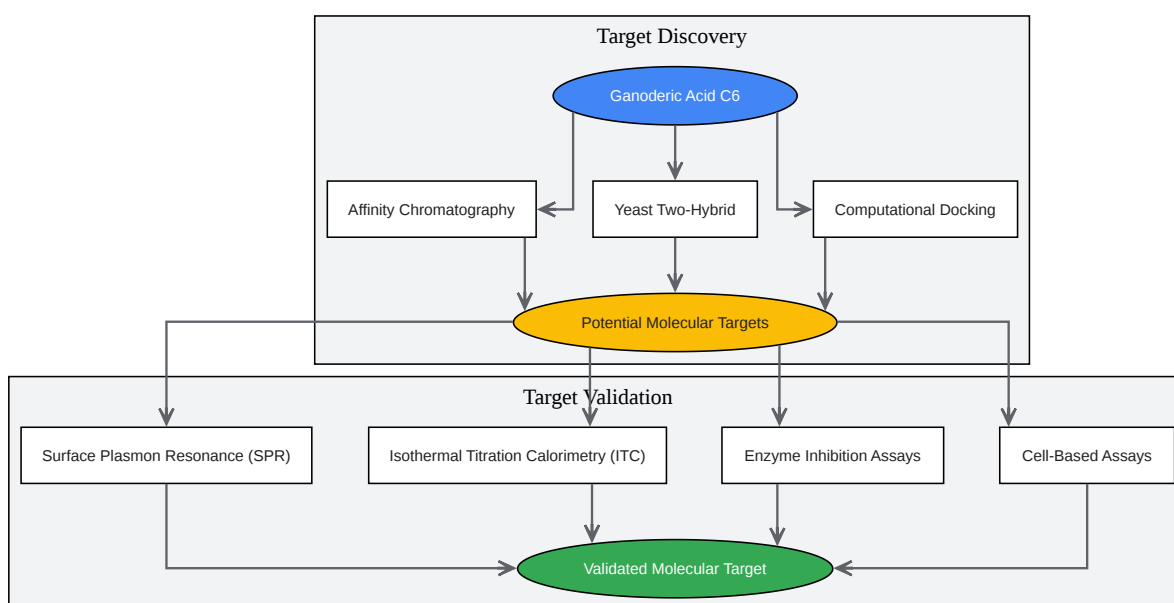 Target Discovery
Ganoderic Acid C6
Affinity Chromatography
Yeast Two-Hybrid
Computational Docking
Potential Molecular Targets
Target Validation
Surface Plasmon Resonance (SPR)
Isothermal Titration Calorimetry (ITC)
Enzyme Inhibition Assays
Cell-Based Assays
Validated Molecular Target